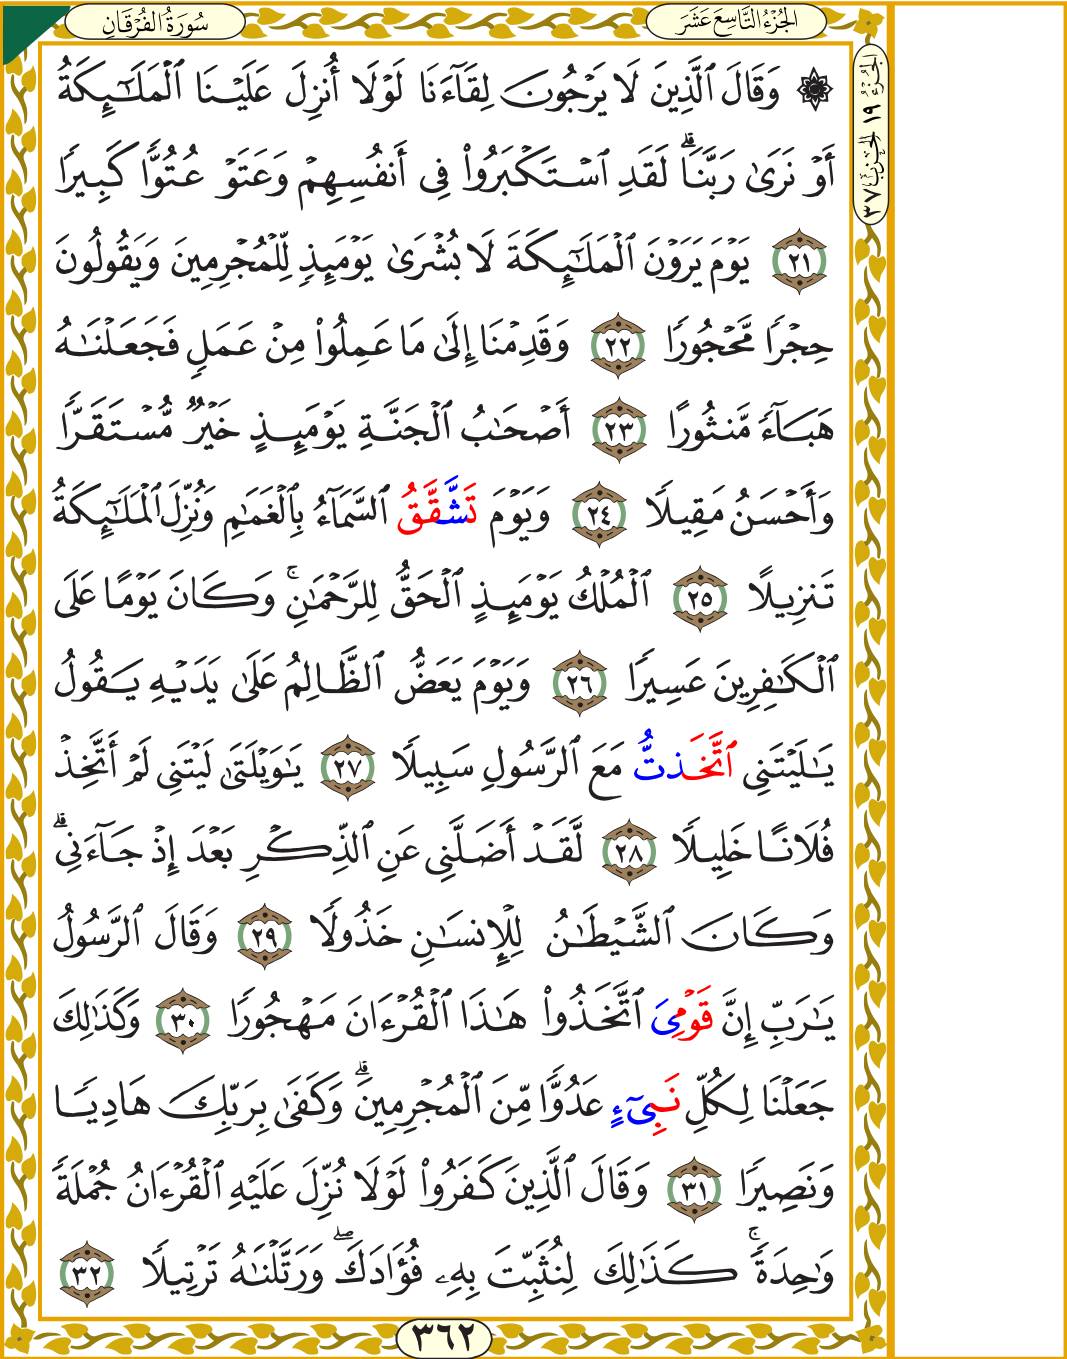 سُورَةُ الفُرْقَانِ
الجُزْءُ التَّاسِعَ عَشَرَ
الجُزْءُ ١٩ الحِزْبُ ٣٧
۞ وَقَالَ ٱلَّذِينَ لَا يَرۡجُونَ لِقَآءَنَا لَوۡلَآ أُنزِلَ عَلَيۡنَا ٱلۡمَلَـٰٓئِكَةُ
أَوۡ نَرَىٰ رَبَّنَاۗ لَقَدِ ٱسۡتَكۡبَرُواْ فِيٓ أَنفُسِهِمۡ وَعَتَوۡ عُتُوّٗا كَبِيرٗا
٢١ يَوۡمَ يَرَوۡنَ ٱلۡمَلَـٰٓئِكَةَ لَا بُشۡرَىٰ يَوۡمَئِذٖ لِّلۡمُجۡرِمِينَ وَيَقُولُونَ
حِجۡرٗا مَّحۡجُورٗا ٢٢ وَقَدِمۡنَآ إِلَىٰ مَا عَمِلُواْ مِنۡ عَمَلٖ فَجَعَلۡنَـٰهُ
هَبَآءٗ مَّنثُورًا ٢٣ أَصۡحَـٰبُ ٱلۡجَنَّةِ يَوۡمَئِذٍ خَيۡرٞ مُّسۡتَقَرّٗا
وَأَحۡسَنُ مَقِيلٗا ٢٤ وَيَوۡمَ تَشَّقَّقُ ٱلسَّمَآءُ بِٱلۡغَمَـٰمِ وَنُزِّلَ ٱلۡمَلَـٰٓئِكَةُ
تَنزِيلًا ٢٥ ٱلۡمُلۡكُ يَوۡمَئِذٍ ٱلۡحَقُّ لِلرَّحۡمَـٰنِۚ وَكَانَ يَوۡمًا عَلَى
ٱلۡكَـٰفِرِينَ عَسِيرٗا ٢٦ وَيَوۡمَ يَعَضُّ ٱلظَّالِمُ عَلَىٰ يَدَيۡهِ يَقُولُ
يَـٰلَيۡتَنِي ٱتَّخَذتُّ مَعَ ٱلرَّسُولِ سَبِيلٗا ٢٧ يَـٰوَيۡلَتَىٰ لَيۡتَنِي لَمۡ أَتَّخِذۡ
فُلَانًا خَلِيلٗا ٢٨ لَّقَدۡ أَضَلَّنِي عَنِ ٱلذِّكۡرِ بَعۡدَ إِذۡ جَآءَنِيۗ
وَكَانَ ٱلشَّيۡطَـٰنُ لِلۡإِنسَـٰنِ خَذُولٗا ٢٩ وَقَالَ ٱلرَّسُولُ
يَـٰرَبِّ إِنَّ قَوۡمِيَ ٱتَّخَذُواْ هَـٰذَا ٱلۡقُرۡءَانَ مَهۡجُورٗا ٣٠ وَكَذَٰلِكَ
جَعَلۡنَا لِكُلِّ نَبِيٓءٍ عَدُوّٗا مِّنَ ٱلۡمُجۡرِمِينَۗ وَكَفَىٰ بِرَبِّكَ هَادِيٗا
وَنَصِيرٗا ٣١ وَقَالَ ٱلَّذِينَ كَفَرُواْ لَوۡلَا نُزِّلَ عَلَيۡهِ ٱلۡقُرۡءَانُ جُمۡلَةٗ
وَٰحِدَةٗۚ كَذَٰلِكَ لِنُثَبِّتَ بِهِۦ فُؤَادَكَۖ وَرَتَّلۡنَـٰهُ تَرۡتِيلٗا ٣٢
٣٦٢